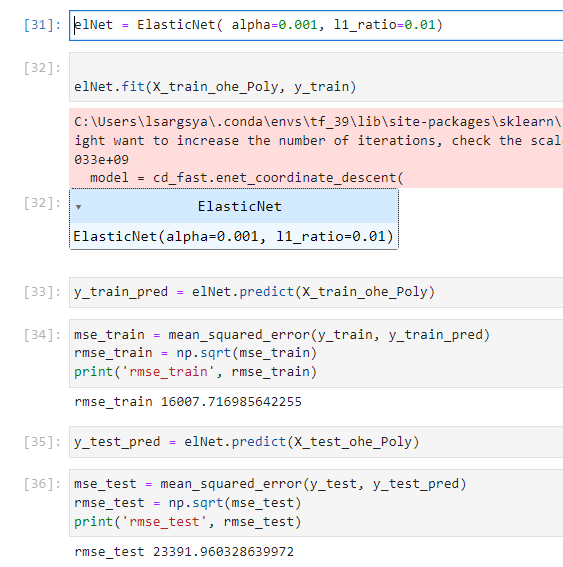 [31]: elNet = ElasticNet( alpha=0.001, l1_ratio=0.01)
[32]:
elNet.fit(X_train_ohe_Poly, y_train)
C:\Users\lsargsya\.conda\envs\tf_39\lib\site-packages\sklearn\
ight want to increase the number of iterations, check the scal
033e+09
model = cd_fast.enet_coordinate_descent(
[32]: ▾ ElasticNet
ElasticNet(alpha=0.001, l1_ratio=0.01)
[33]: y_train_pred = elNet.predict(X_train_ohe_Poly)
[34]: mse_train = mean_squared_error(y_train, y_train_pred)
rmse_train = np.sqrt(mse_train)
print('rmse_train', rmse_train)
rmse_train 16007.716985642255
[35]: y_test_pred = elNet.predict(X_test_ohe_Poly)
[36]: mse_test = mean_squared_error(y_test, y_test_pred)
rmse_test = np.sqrt(mse_test)
print('rmse_test', rmse_test)
rmse_test 23391.960328639972